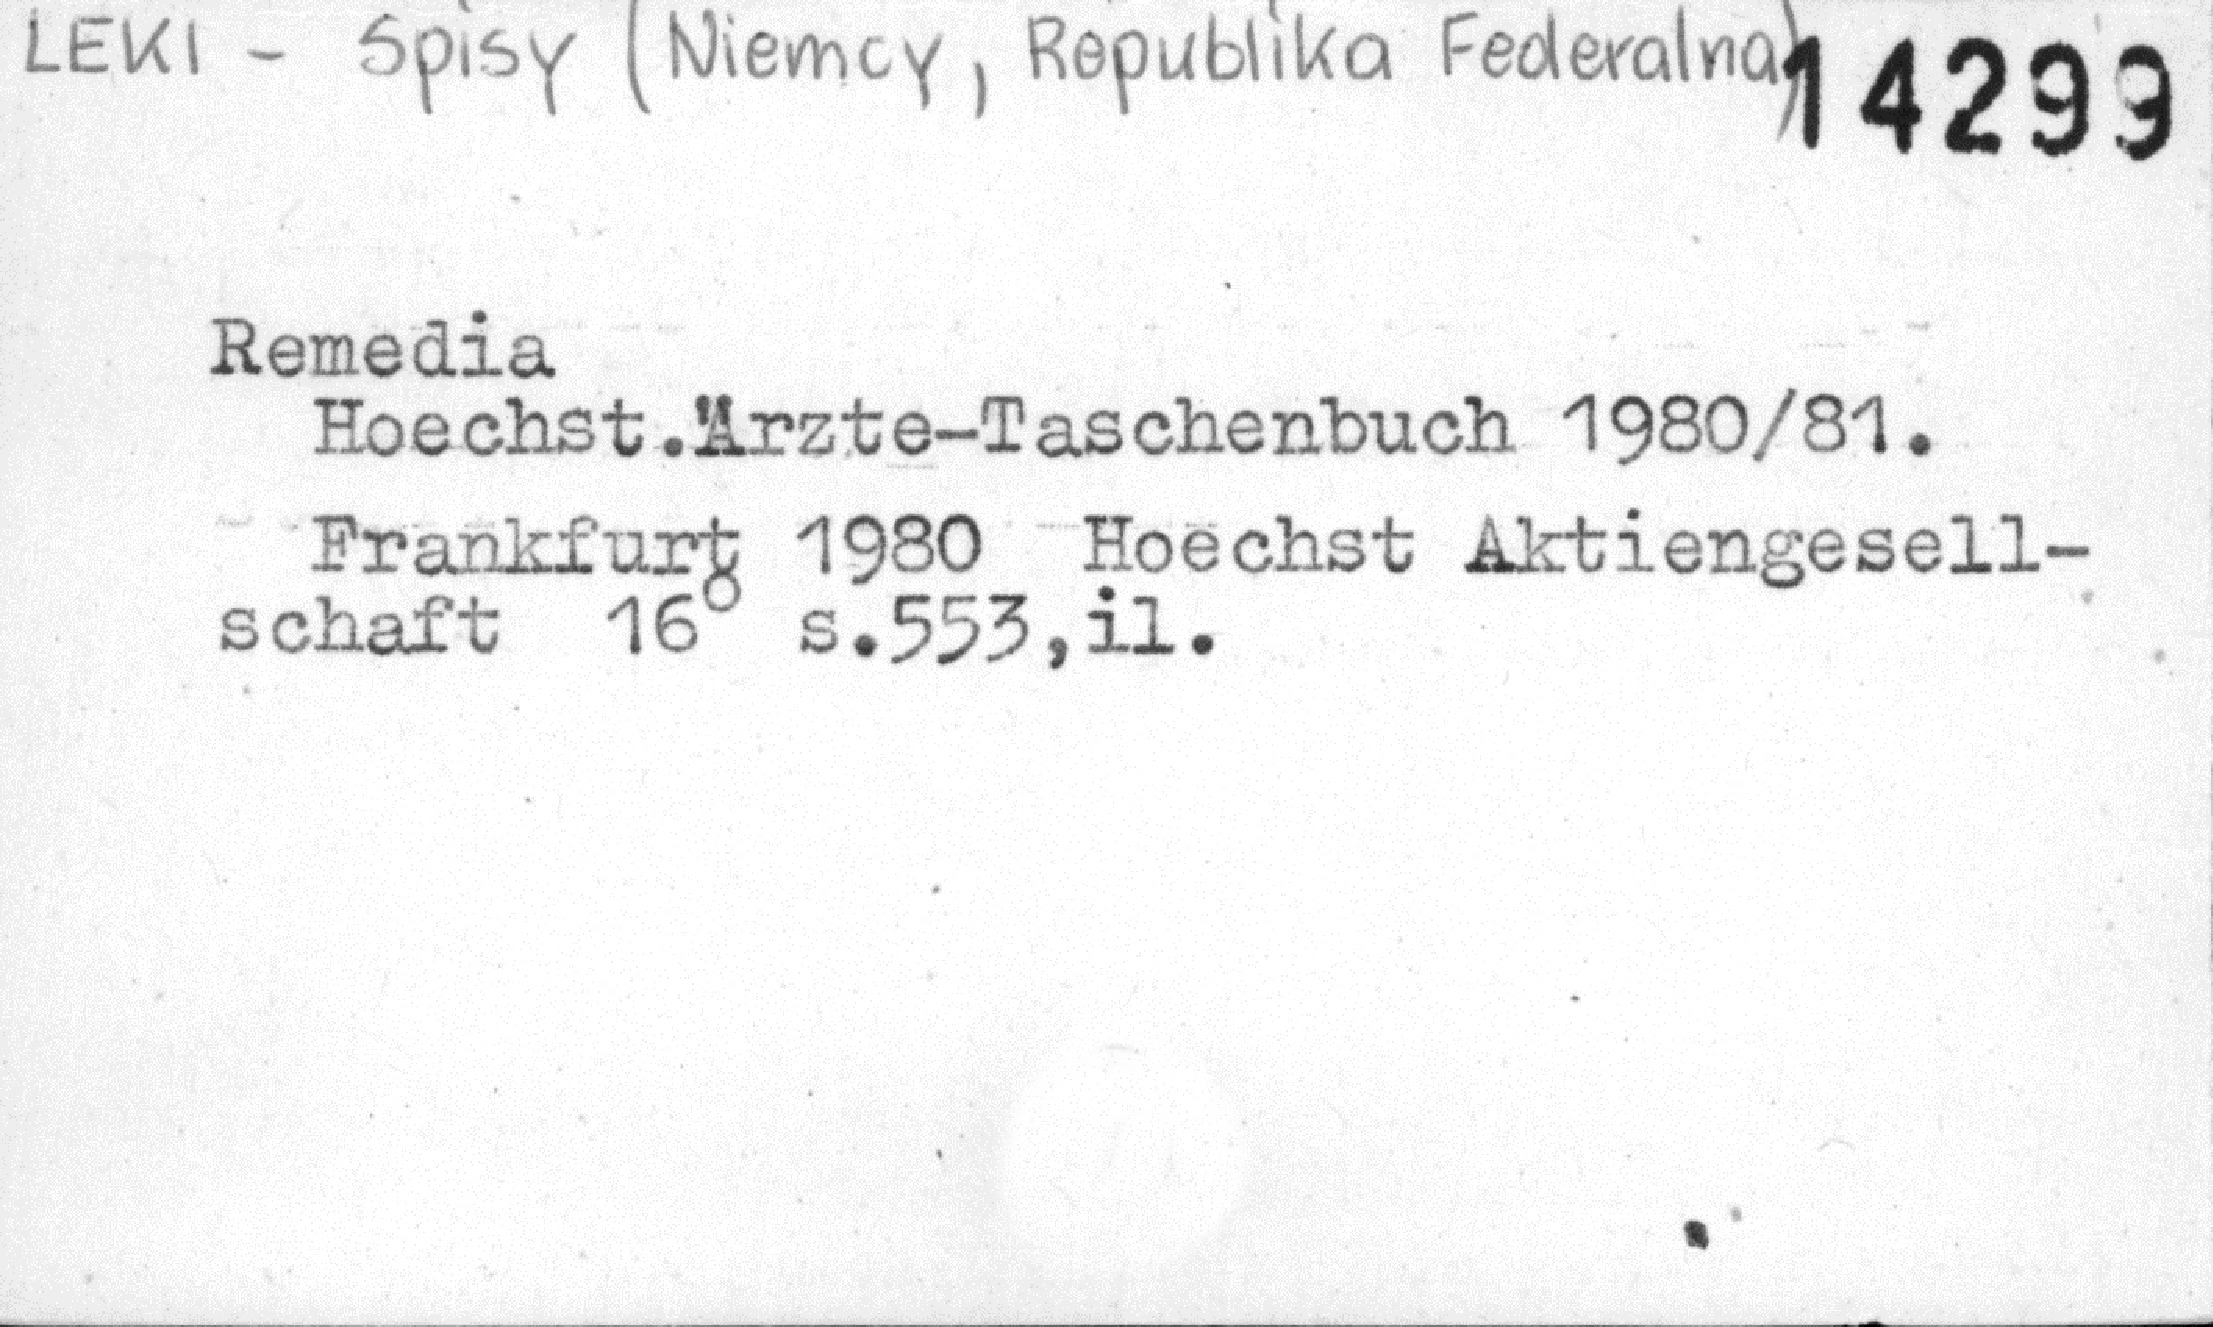 LEKI - Spisy (Niemcy, Republika Federalna) 14299
Remedia
Hoechst.Ärzte-Taschenbuch 1980/81.
Frankfurt 1980 Hoechst Aktiengesell-
schaft 16° s.553,il.